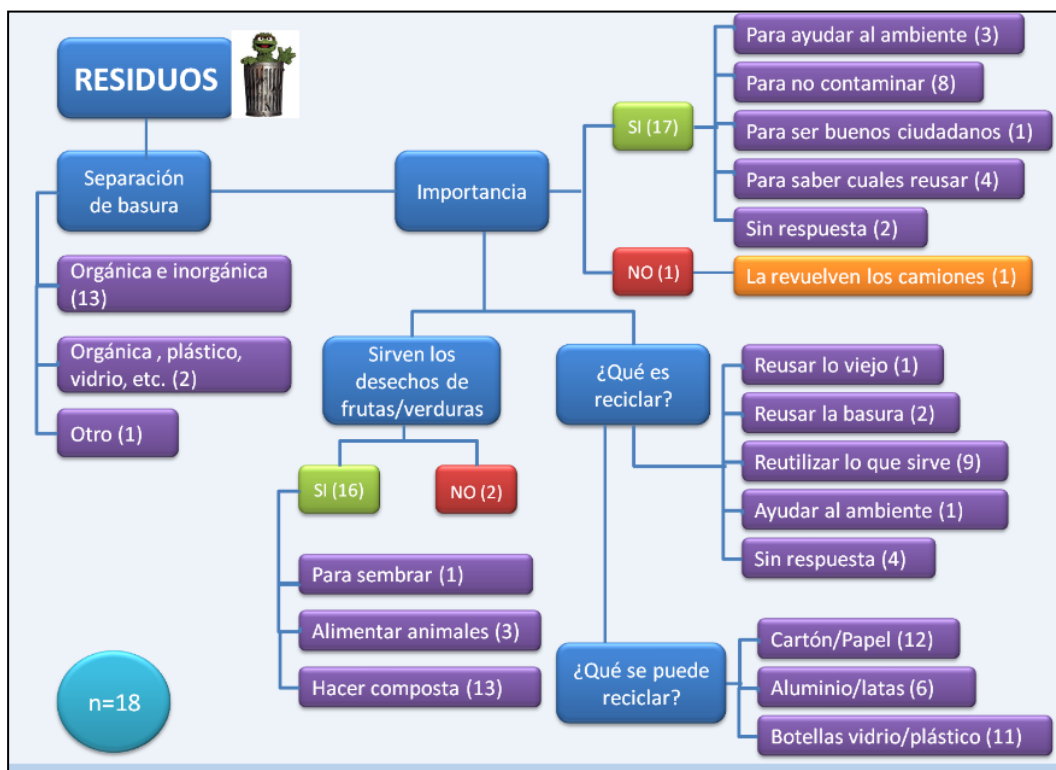 RESIDUOS
Separación
de basura
Orgánica e inorgánica
(13)
Orgánica , plástico,
vidrio, etc. (2)
Otro (1)
Importancia
SI (17)
Para ayudar al ambiente (3)
Para no contaminar (8)
Para ser buenos ciudadanos (1)
Para saber cuales reusar (4)
Sin respuesta (2)
NO (1)
La revuelven los camiones (1)
Sirven los
desechos de
frutas/verduras
SI (16)
NO (2)
Para sembrar (1)
Alimentar animales (3)
Hacer composta (13)
¿Qué es
reciclar?
Reusar lo viejo (1)
Reusar la basura (2)
Reutilizar lo que sirve (9)
Ayudar al ambiente (1)
Sin respuesta (4)
¿Qué se puede
reciclar?
Cartón/Papel (12)
Aluminio/latas (6)
Botellas vidrio/plástico (11)
n=18